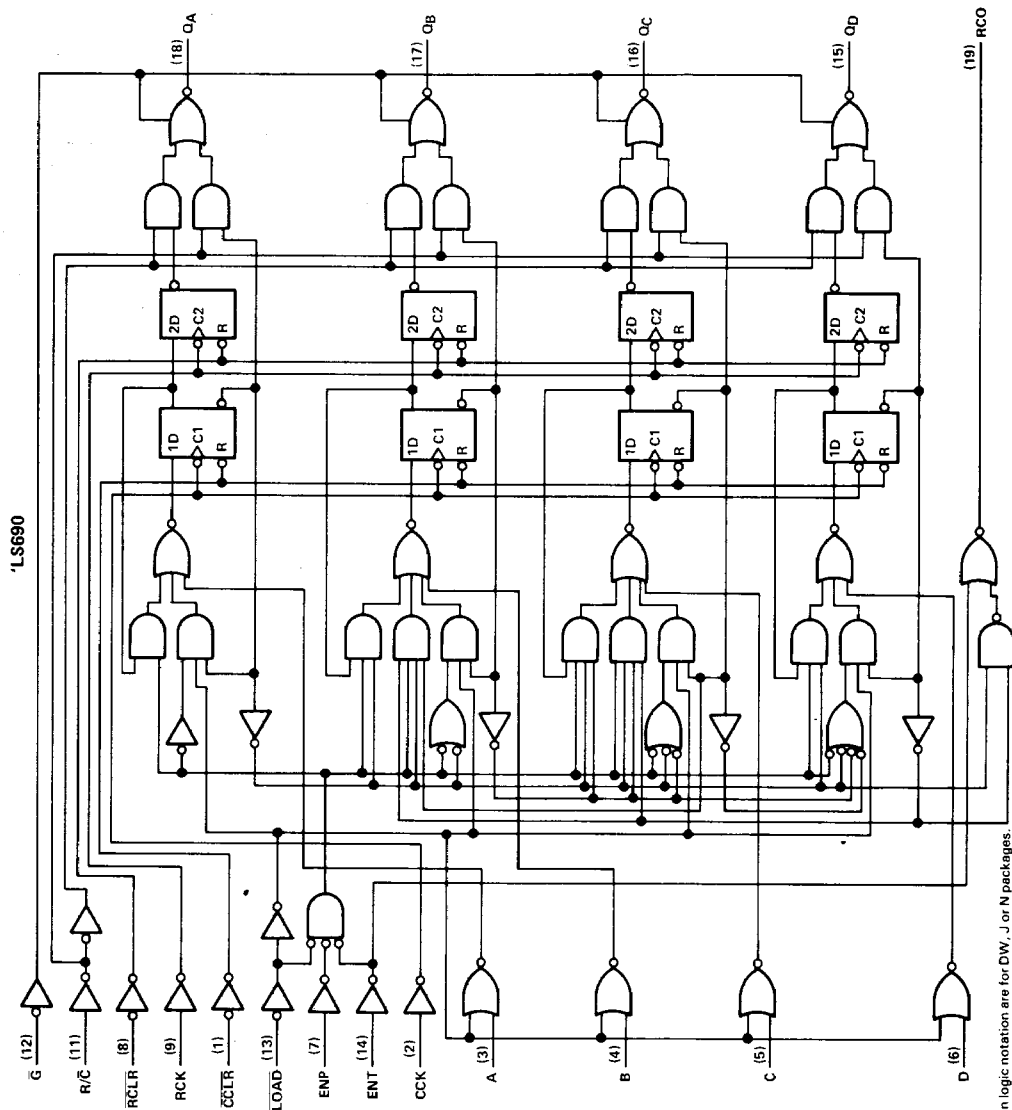 'LS690
G̅ (12)
R/C̅ (11)
R̅C̅L̅R̅ (8)
RCK (9)
C̅C̅L̅R̅ (1)
L̅O̅A̅D̅ (13)
ENP (7)
ENT (14)
CCK (2)
A (3)
B (4)
C (5)
D (6)
1D
C1
R
2D
C2
R
(18) QA
1D
C1
R
2D
C2
R
(17) QB
1D
C1
R
2D
C2
R
(16) QC
1D
C1
R
2D
C2
R
(15) QD
(19) RCO
n logic notation are for DW, J or N packages.